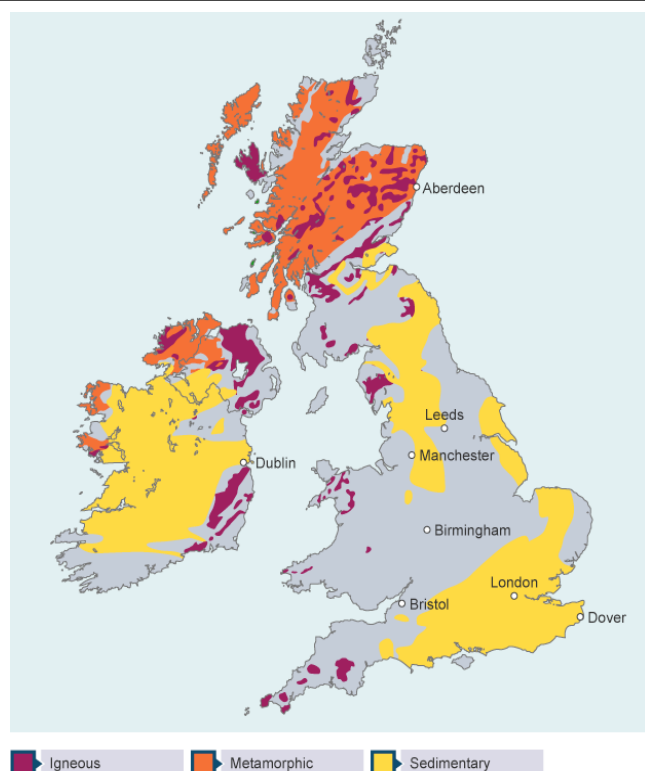 Aberdeen
Leeds
Dublin
Manchester
Birmingham
London
Bristol
Dover
Igneous
Metamorphic
Sedimentary